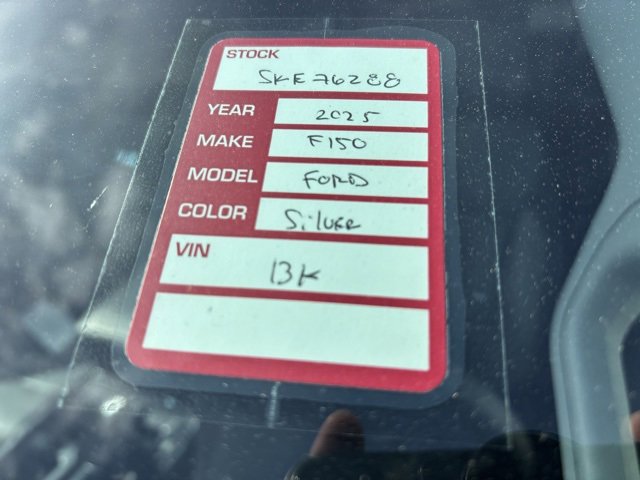 STOCK
SKE76288
YEAR 2025
MAKE F150
MODEL FORD
COLOR Silver
VIN
13K